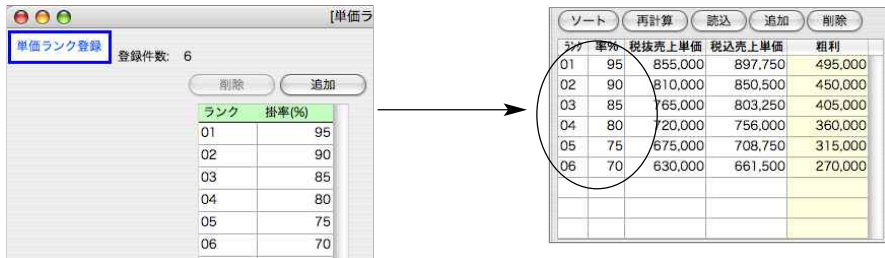 [単価ラ
単価ランク登録
登録件数: 6
削除 追加
ランク 掛率(%)
01 95
02 90
03 85
04 80
05 75
06 70
ソート 再計算 読込 追加 削除
ﾗﾝｸ 率% 税抜売上単価 税込売上単価 粗利
01 95 855,000 897,750 495,000
02 90 810,000 850,500 450,000
03 85 765,000 803,250 405,000
04 80 720,000 756,000 360,000
05 75 675,000 708,750 315,000
06 70 630,000 661,500 270,000